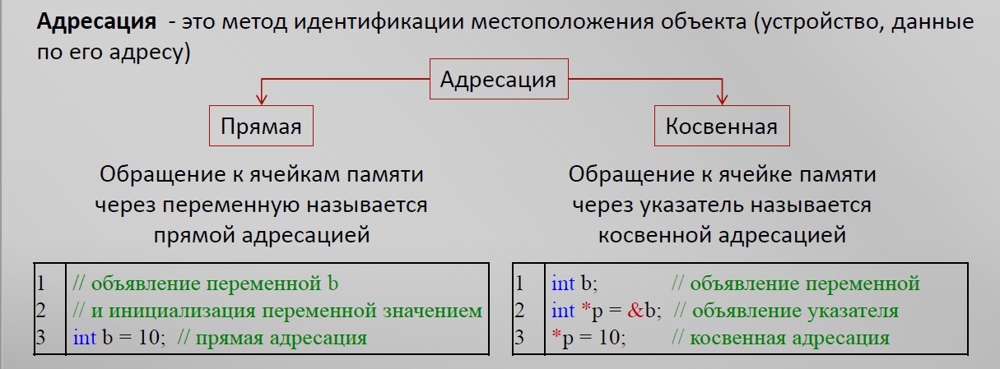 Адресация - это метод идентификации местоположения объекта (устройство, данные
по его адресу)
Адресация
Прямая
Косвенная
Обращение к ячейкам памяти
через переменную называется
прямой адресацией
Обращение к ячейке памяти
через указатель называется
косвенной адресацией
1 // объявление переменной b
2 // и инициализация переменной значением
3 int b = 10; // прямая адресация
1 int b; // объявление переменной
2 int *p = &b; // объявление указателя
3 *p = 10; // косвенная адресация